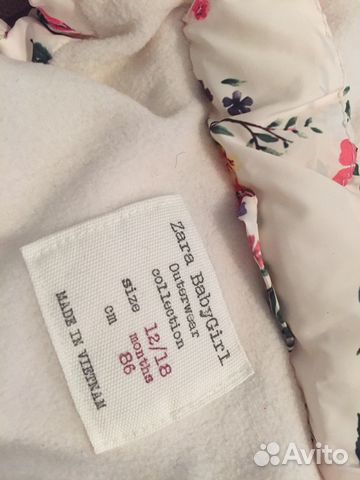 Zara BabyGirl
Outerwear
collection
size 12/18
months
cm 86
MADE IN VIETNAM
Avito